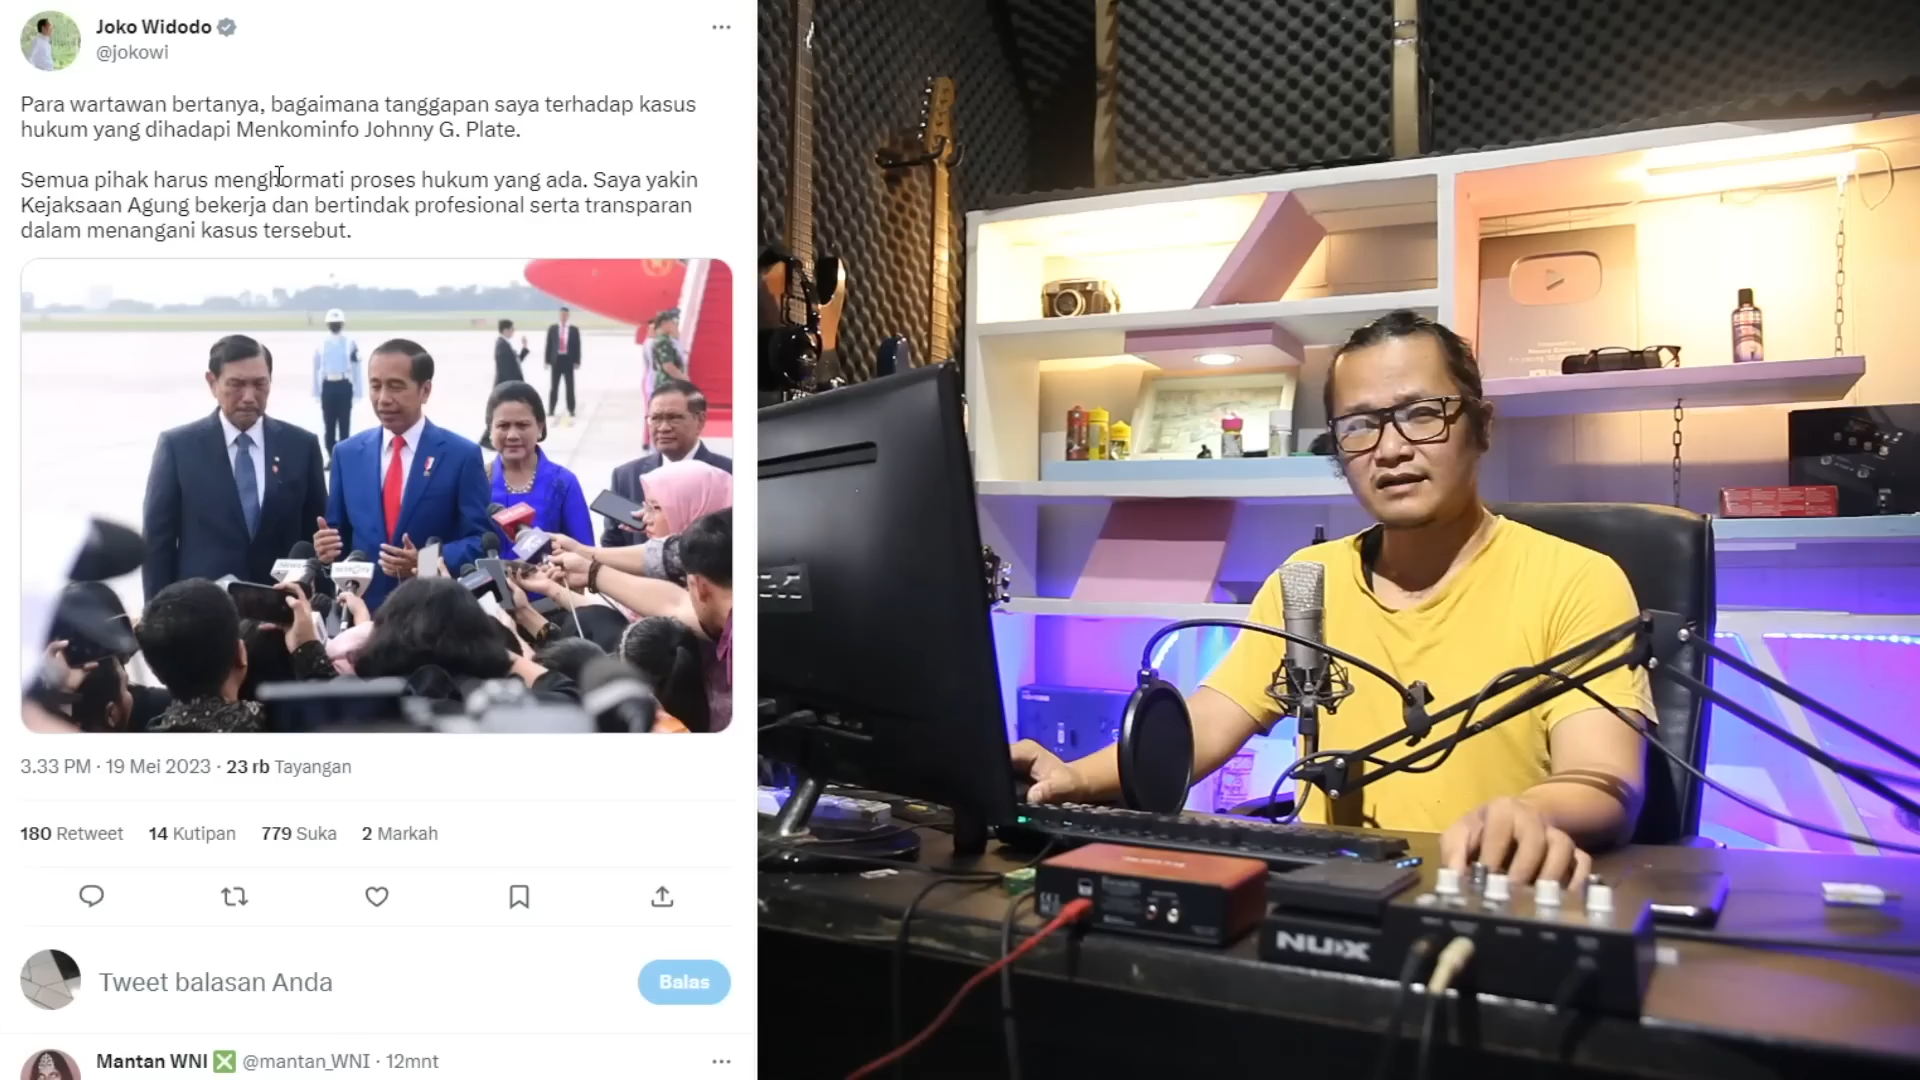 Joko Widodo
@jokowi
Para wartawan bertanya, bagaimana tanggapan saya terhadap kasus
hukum yang dihadapi Menkominfo Johnny G. Plate.
Semua pihak harus menghormati proses hukum yang ada. Saya yakin
Kejaksaan Agung bekerja dan bertindak profesional serta transparan
dalam menangani kasus tersebut.
3.33 PM · 19 Mei 2023 · 23 rb Tayangan
180 Retweet 14 Kutipan 779 Suka 2 Markah
Tweet balasan Anda
Balas
Mantan WNI @mantan_WNI · 12mnt
NUX